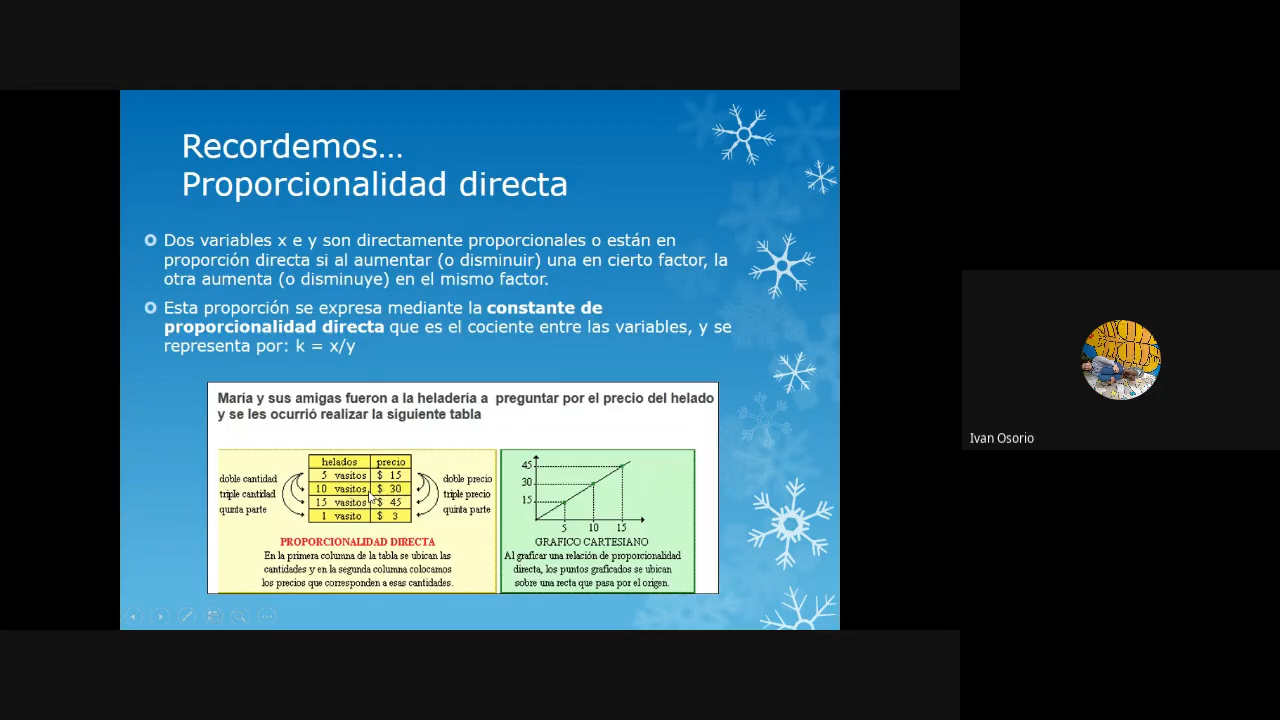 Recordemos...
Proporcionalidad directa
Dos variables x e y son directamente proporcionales o están en
proporción directa si al aumentar (o disminuir) una en cierto factor, la
otra aumenta (o disminuye) en el mismo factor.
Esta proporción se expresa mediante la constante de
proporcionalidad directa que es el cociente entre las variables, y se
representa por: k = x/y
María y sus amigas fueron a la heladería a preguntar por el precio del helado
y se les ocurrió realizar la siguiente tabla
doble cantidad
triple cantidad
quinta parte
helados precio
5 vasitos $ 15
10 vasitos $ 30
15 vasitos $ 45
1 vasito $ 3
doble precio
triple precio
quinta parte
PROPORCIONALIDAD DIRECTA
En la primera columna de la tabla se ubican las
cantidades y en la segunda columna colocamos
los precios que corresponden a esas cantidades.
45
30
15
5 10 15
GRAFICO CARTESIANO
Al graficar una relación de proporcionalidad
directa, los puntos graficados se ubican
sobre una recta que pasa por el origen.
Ivan Osorio